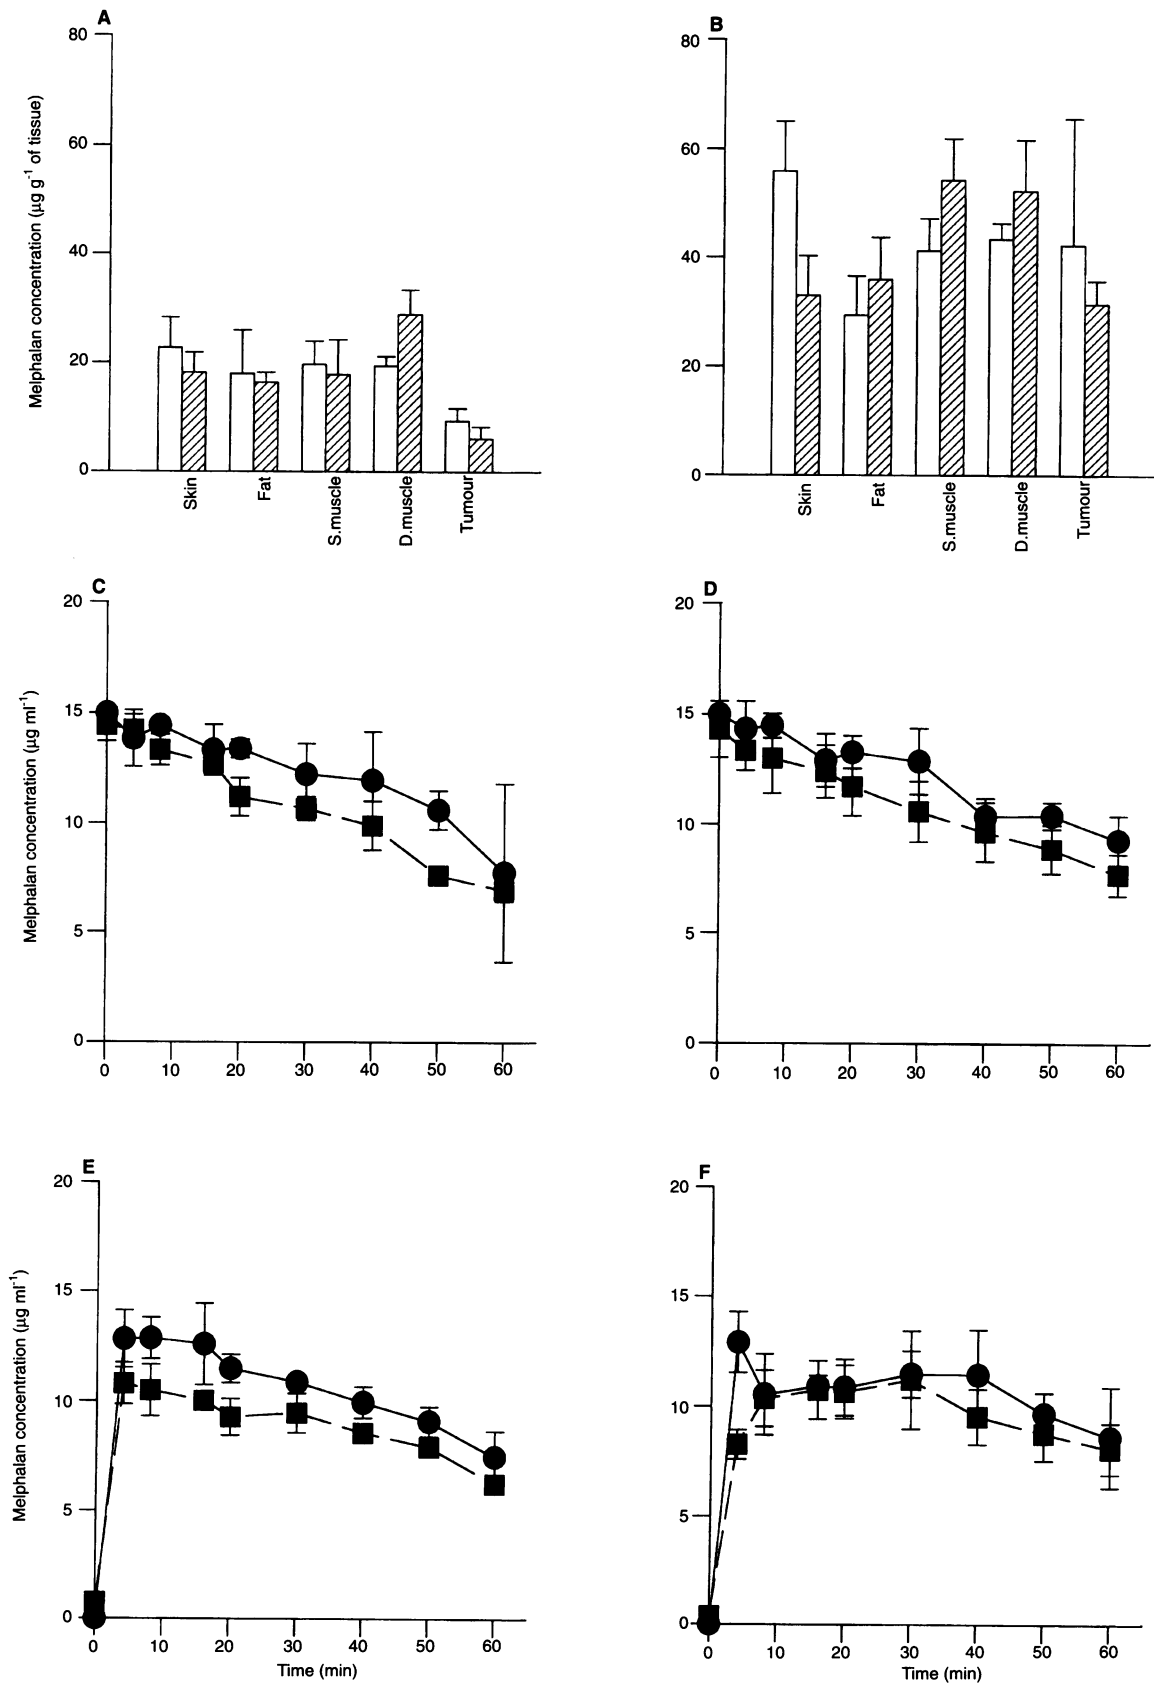 A
80
60
40
20
0
Melphalan concentration (μg g-1 of tissue)
Skin
Fat
S.muscle
D.muscle
Tumour
B
80
60
40
20
0
Skin
Fat
S.muscle
D.muscle
Tumour
C
20
15
10
5
0
Melphalan concentration (μg ml-1)
0 10 20 30 40 50 60
D
20
15
10
5
0
0 10 20 30 40 50 60
E
20
15
10
5
0
Melphalan concentration (μg ml-1)
0 10 20 30 40 50 60
Time (min)
F
20
15
10
5
0
0 10 20 30 40 50 60
Time (min)